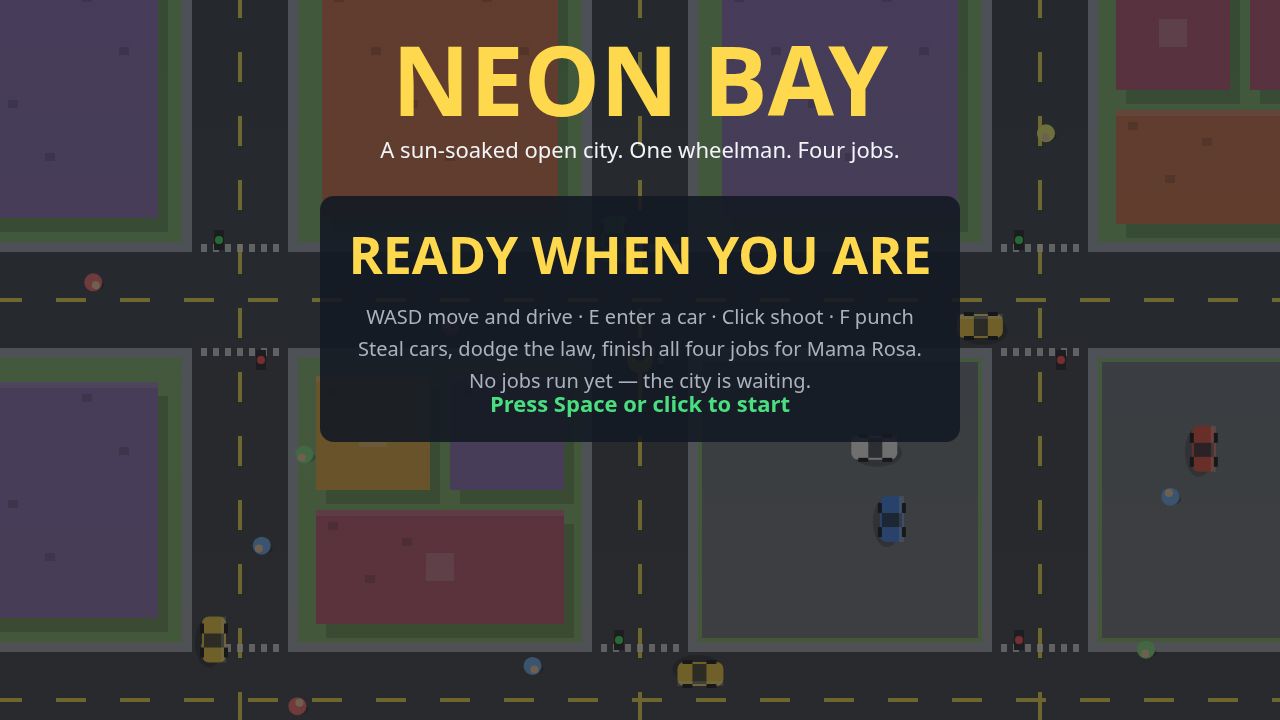 NEON BAY
A sun-soaked open city. One wheelman. Four jobs.
READY WHEN YOU ARE
WASD move and drive · E enter a car · Click shoot · F punch
Steal cars, dodge the law, finish all four jobs for Mama Rosa.
No jobs run yet — the city is waiting.
Press Space or click to start